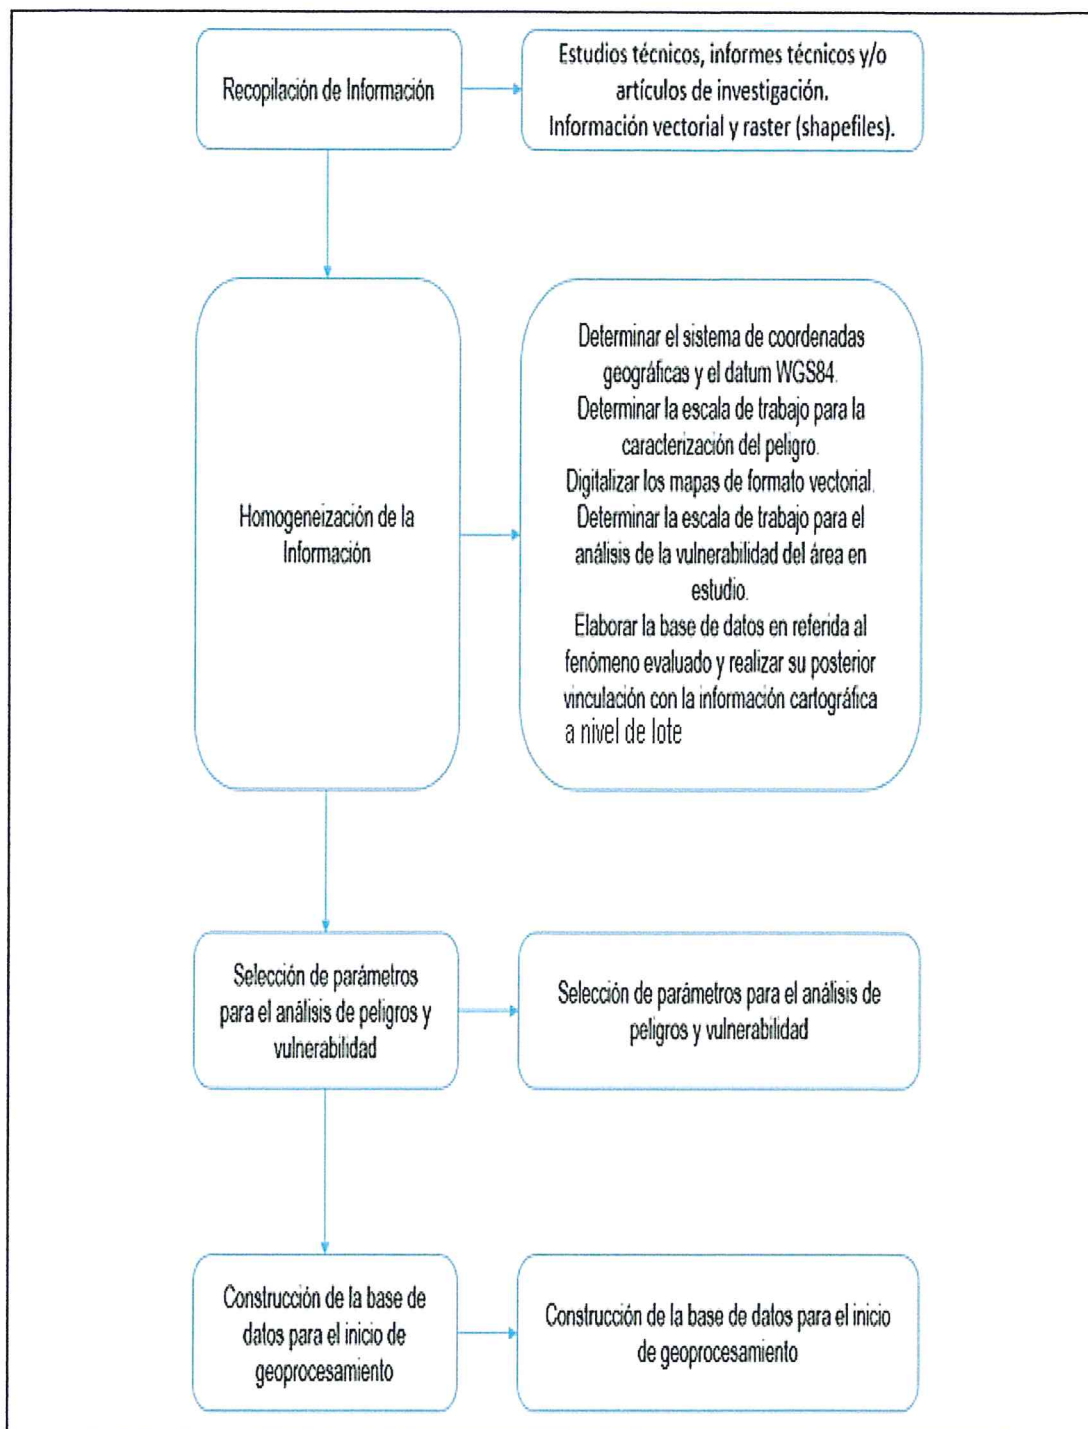 Recopilación de Información
Estudios técnicos, informes técnicos y/o
artículos de investigación.
Información vectorial y raster (shapefiles).
Homogeneización de la
Información
Determinar el sistema de coordenadas
geográficas y el datum WGS84.
Determinar la escala de trabajo para la
caracterización del peligro.
Digitalizar los mapas de formato vectorial.
Determinar la escala de trabajo para el
análisis de la vulnerabilidad del área en
estudio.
Elaborar la base de datos en referida al
fenómeno evaluado y realizar su posterior
vinculación con la información cartográfica
a nivel de lote
Selección de parámetros
para el análisis de peligros y
vulnerabilidad
Selección de parámetros para el análisis de
peligros y vulnerabilidad
Construcción de la base de
datos para el inicio de
geoprocesamiento
Construcción de la base de datos para el inicio
de geoprocesamiento